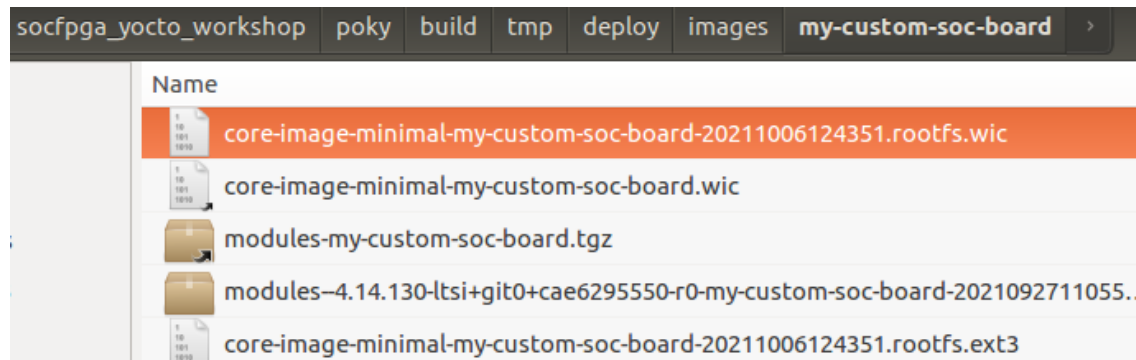 socfpga_yocto_workshop poky build tmp deploy images my-custom-soc-board
Name
core-image-minimal-my-custom-soc-board-20211006124351.rootfs.wic
core-image-minimal-my-custom-soc-board.wic
modules-my-custom-soc-board.tgz
modules--4.14.130-ltsi+git0+cae6295550-r0-my-custom-soc-board-2021092711055..
core-image-minimal-my-custom-soc-board-20211006124351.rootfs.ext3